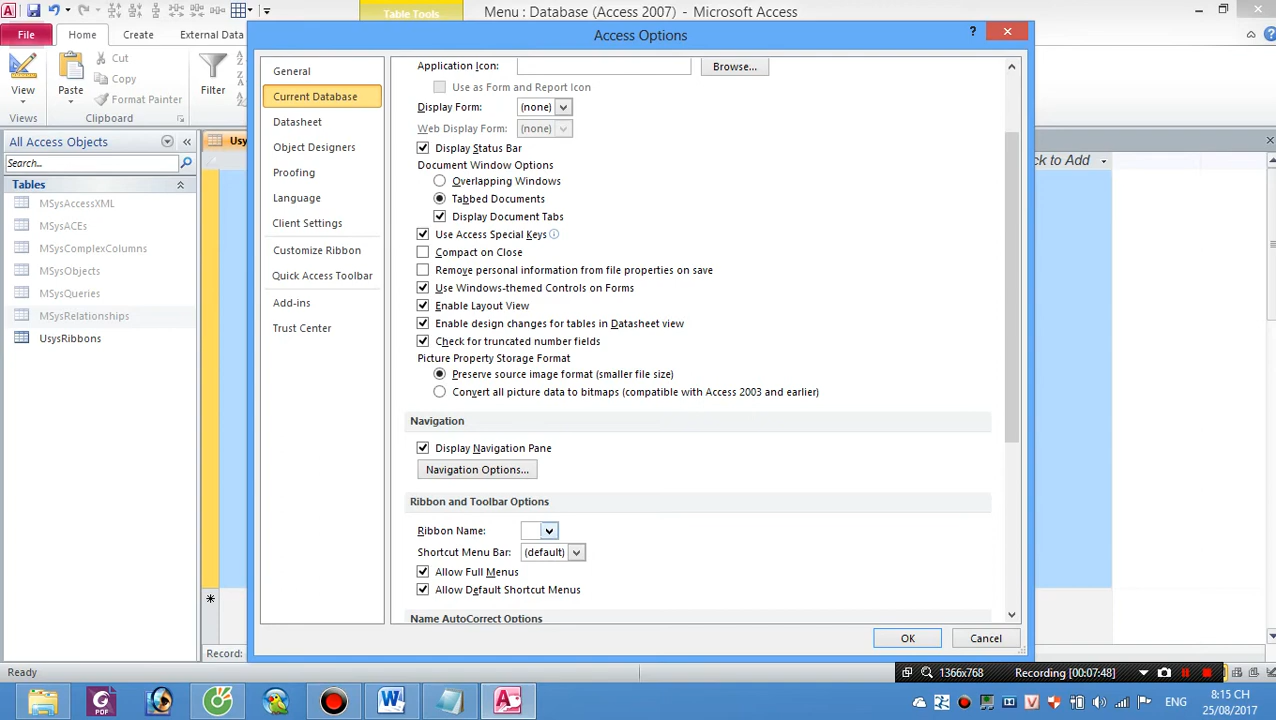 Table Tools
Menu : Database (Access 2007) - Microsoft Access
File
Home
Create
External Data
View
Paste
Cut
Copy
Format Painter
Filter
Views
Clipboard
All Access Objects
Search...
Tables
MSysAccessXML
MSysACEs
MSysComplexColumns
MSysObjects
MSysQueries
MSysRelationships
UsysRibbons
Access Options
General
Current Database
Datasheet
Object Designers
Proofing
Language
Client Settings
Customize Ribbon
Quick Access Toolbar
Add-ins
Trust Center
Application Icon:
Browse...
Use as Form and Report Icon
Display Form: (none)
Web Display Form: (none)
Display Status Bar
Document Window Options
Overlapping Windows
Tabbed Documents
Display Document Tabs
Use Access Special Keys
Compact on Close
Remove personal information from file properties on save
Use Windows-themed Controls on Forms
Enable Layout View
Enable design changes for tables in Datasheet view
Check for truncated number fields
Picture Property Storage Format
Preserve source image format (smaller file size)
Convert all picture data to bitmaps (compatible with Access 2003 and earlier)
Navigation
Display Navigation Pane
Navigation Options...
Ribbon and Toolbar Options
Ribbon Name:
Shortcut Menu Bar: (default)
Allow Full Menus
Allow Default Shortcut Menus
Name AutoCorrect Options
OK
Cancel
Usy
k to Add
Record:
Ready
1366x768
Recording [00:07:48]
PDF
ENG
8:15 CH
25/08/2017